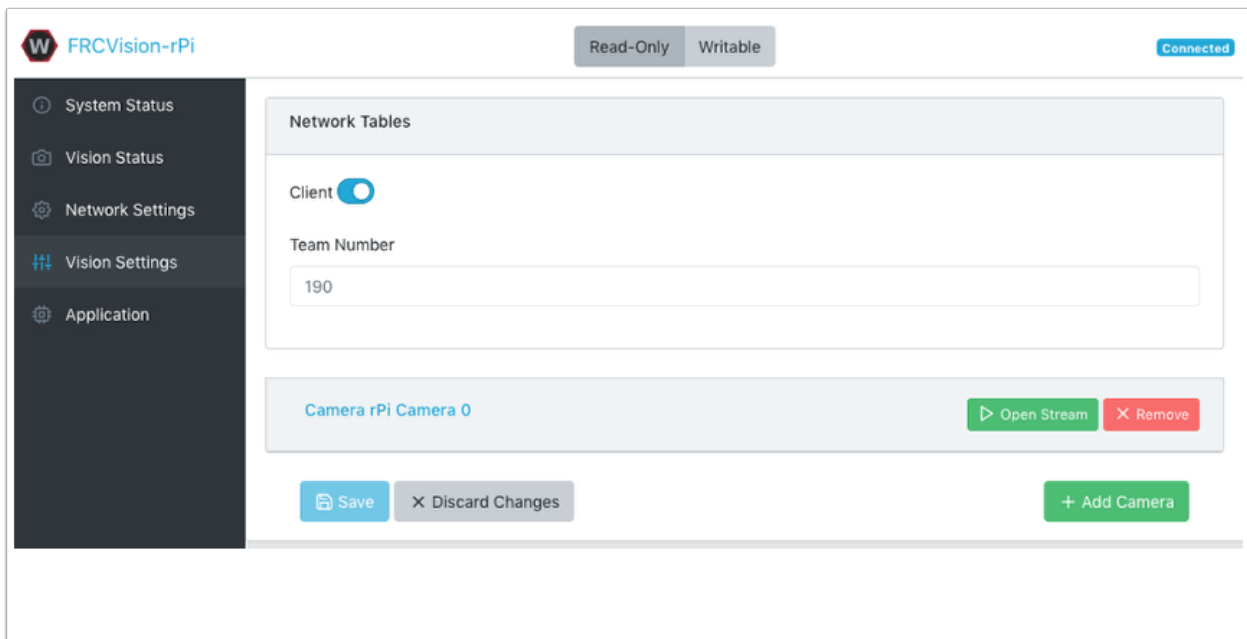 W FRCVision-rPi
Read-Only Writable
Connected
System Status
Vision Status
Network Settings
Vision Settings
Application
Network Tables
Client
Team Number
190
Camera rPi Camera 0
Open Stream
Remove
Save
Discard Changes
Add Camera